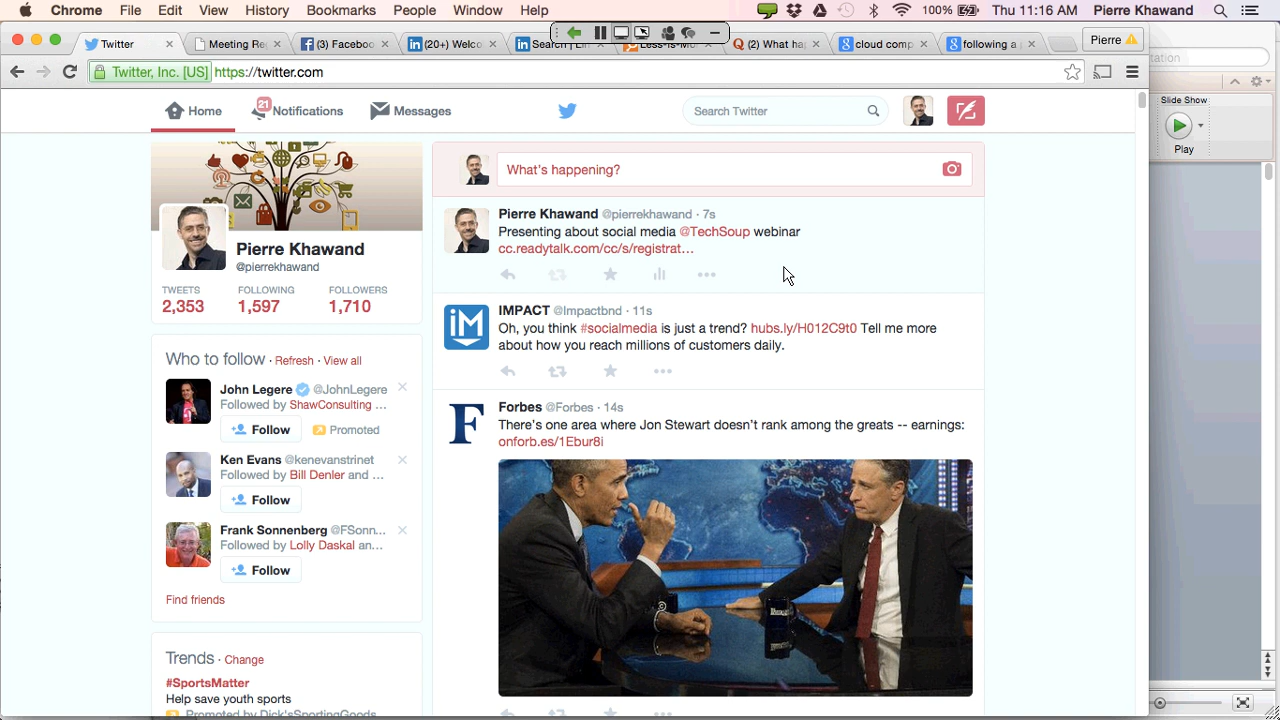 Chrome File Edit View History Bookmarks People Window Help 100% Thu 11:16 AM Pierre Khawand
Twitter
(3) Facebo
(20+) Welc
Search | Lin
(2) What ha
cloud comp
following a
Pierre
Twitter, Inc. [US] https://twitter.com
Slide Show:
Play
Home
21
Notifications
Messages
Search Twitter
Pierre Khawand
@pierrekhawand
TWEETS FOLLOWING FOLLOWERS
2,353 1,597 1,710
Who to follow · Refresh · View all
John Legere @JohnLegere
Followed by ShawConsulting ...
Follow Promoted
Ken Evans @kenevanstrinet
Followed by Bill Denler and ...
Follow
Frank Sonnenberg @FSonn...
Followed by Lolly Daskal an...
Follow
Find friends
Trends · Change
#SportsMatter
Help save youth sports
Promoted by Dick'sSportingGoods
What's happening?
Pierre Khawand @pierrekhawand · 7s
Presenting about social media @TechSoup webinar
cc.readytalk.com/cc/s/registrat...
IMPACT @Impactbnd · 11s
Oh, you think #socialmedia is just a trend? hubs.ly/H012C9t0 Tell me more
about how you reach millions of customers daily.
Forbes @Forbes · 14s
There's one area where Jon Stewart doesn't rank among the greats -- earnings:
onforb.es/1Ebur8i